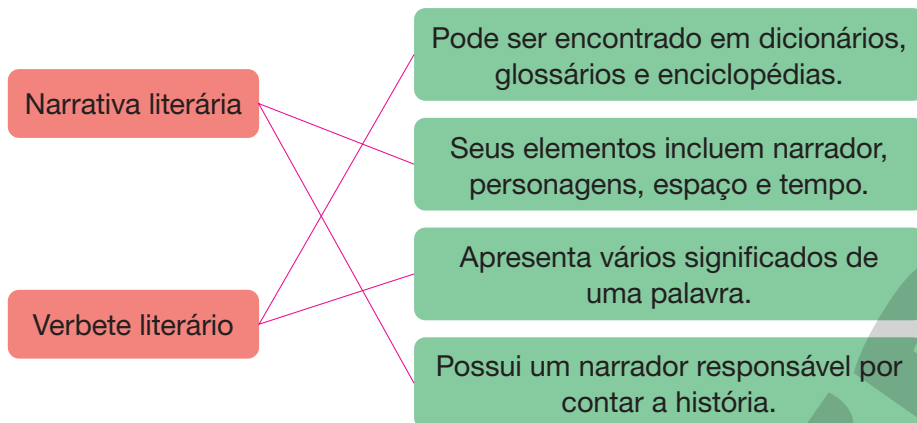 Narrativa literária
Verbete literário
Pode ser encontrado em dicionários,
glossários e enciclopédias.
Seus elementos incluem narrador,
personagens, espaço e tempo.
Apresenta vários significados de
uma palavra.
Possui um narrador responsável por
contar a história.